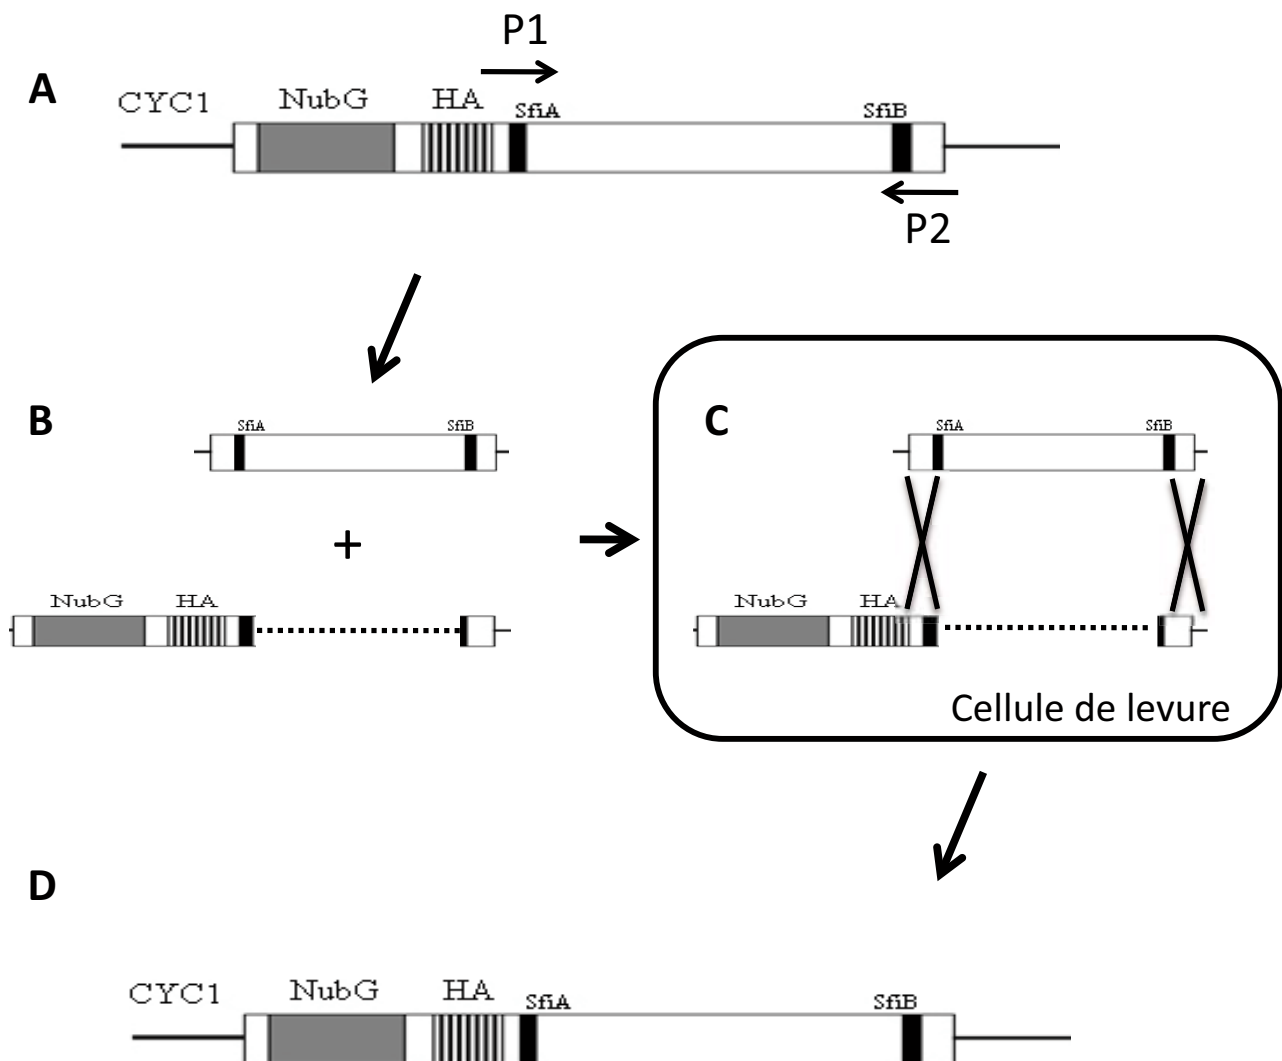 P1
A
CYC1 NubG HA SfiA SfiB
P2
B
SfiA SfiB
+
NubG HA
C
SfiA SfiB
NubG HA
Cellule de levure
D
CYC1 NubG HA SfiA SfiB